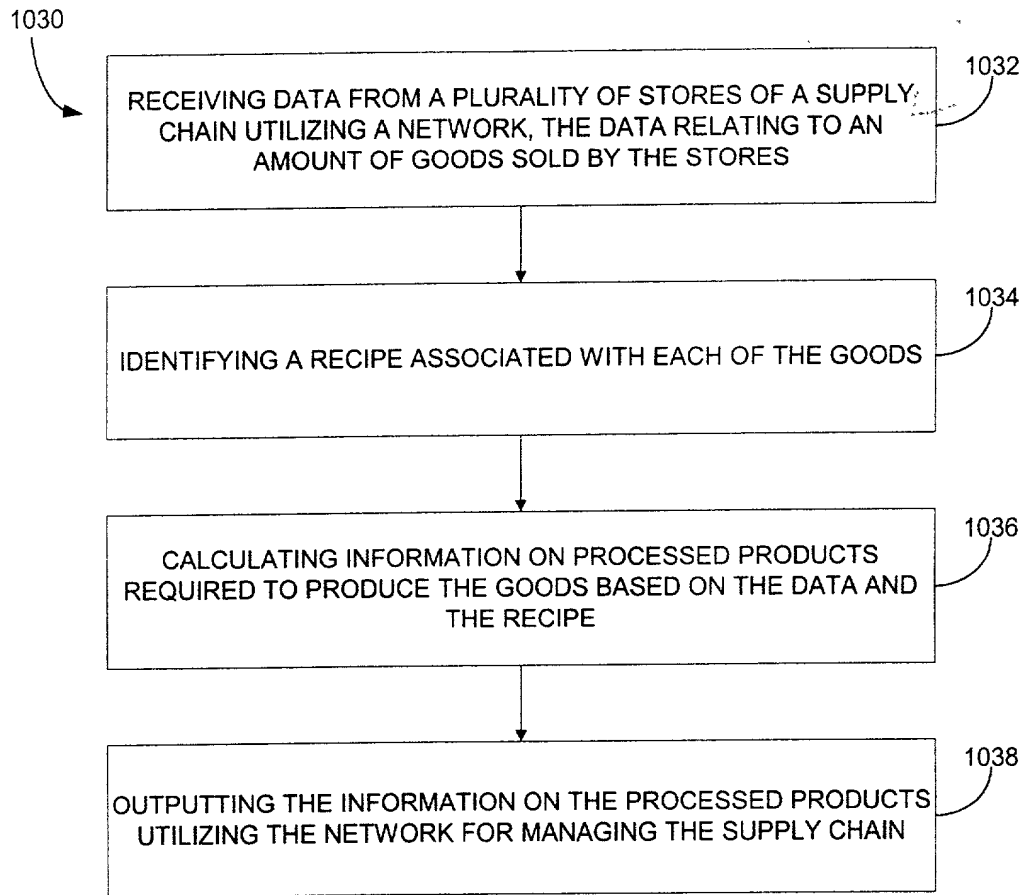 1030
1032
RECEIVING DATA FROM A PLURALITY OF STORES OF A SUPPLY
CHAIN UTILIZING A NETWORK, THE DATA RELATING TO AN
AMOUNT OF GOODS SOLD BY THE STORES
1034
IDENTIFYING A RECIPE ASSOCIATED WITH EACH OF THE GOODS
1036
CALCULATING INFORMATION ON PROCESSED PRODUCTS
REQUIRED TO PRODUCE THE GOODS BASED ON THE DATA AND
THE RECIPE
1038
OUTPUTTING THE INFORMATION ON THE PROCESSED PRODUCTS
UTILIZING THE NETWORK FOR MANAGING THE SUPPLY CHAIN